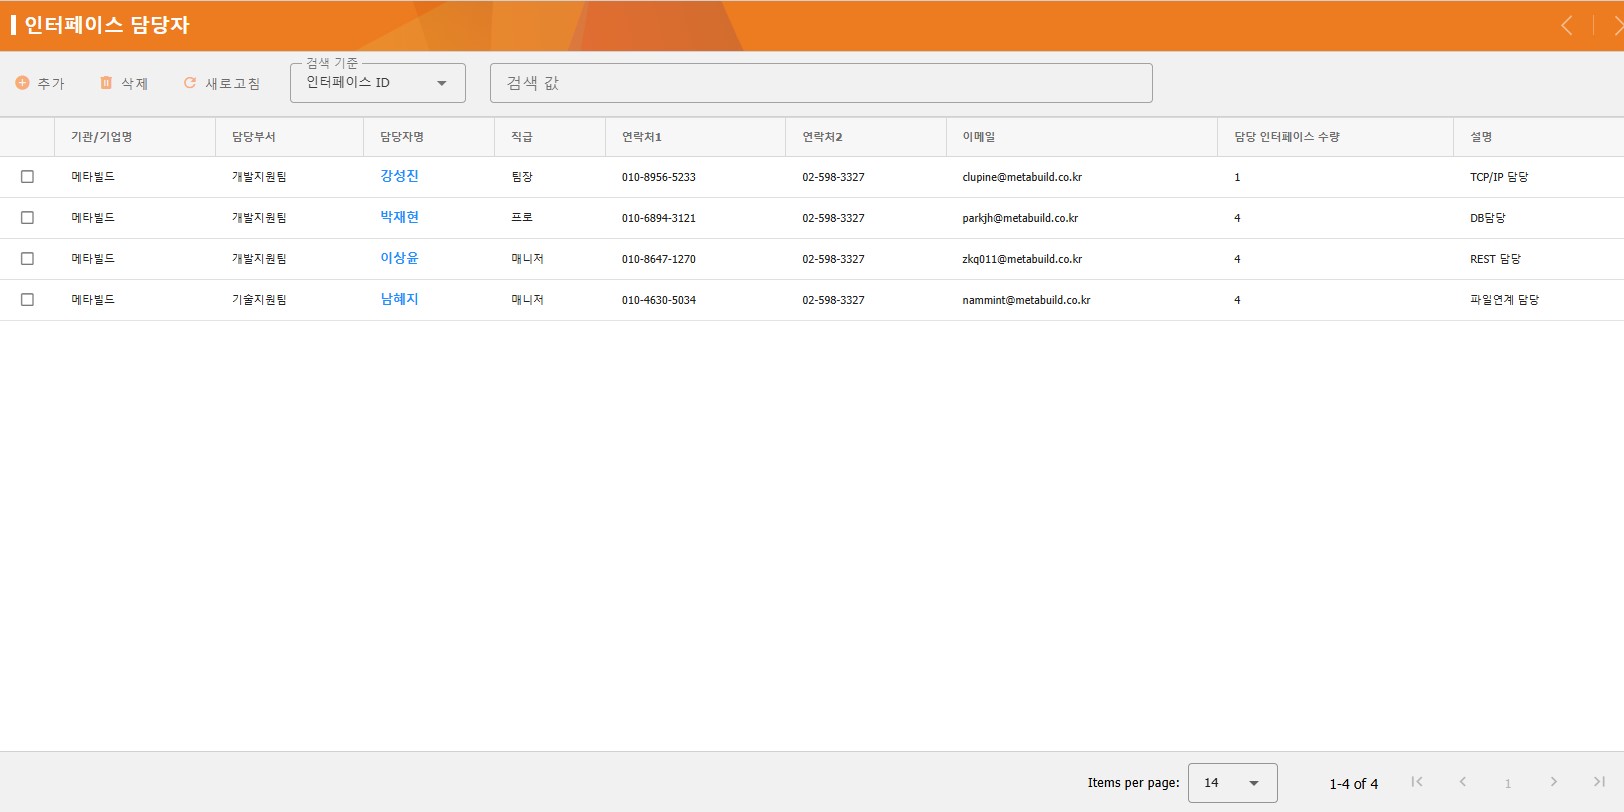 인터페이스 담당자
추가 삭제 새로고침 검색 기준 인터페이스 ID 검색 값
기관/기업명 담당부서 담당자명 직급 연락처1 연락처2 이메일 담당 인터페이스 수량 설명
메타빌드 개발지원팀 강성진 팀장 010-8956-5233 02-598-3327 clupine@metabuild.co.kr 1 TCP/IP 담당
메타빌드 개발지원팀 박재현 프로 010-6894-3121 02-598-3327 parkjh@metabuild.co.kr 4 DB담당
메타빌드 개발지원팀 이상윤 매니저 010-8647-1270 02-598-3327 zkq011@metabuild.co.kr 4 REST 담당
메타빌드 기술지원팀 남혜지 매니저 010-4630-5034 02-598-3327 nammint@metabuild.co.kr 4 파일연계 담당
Items per page: 14 1-4 of 4 1